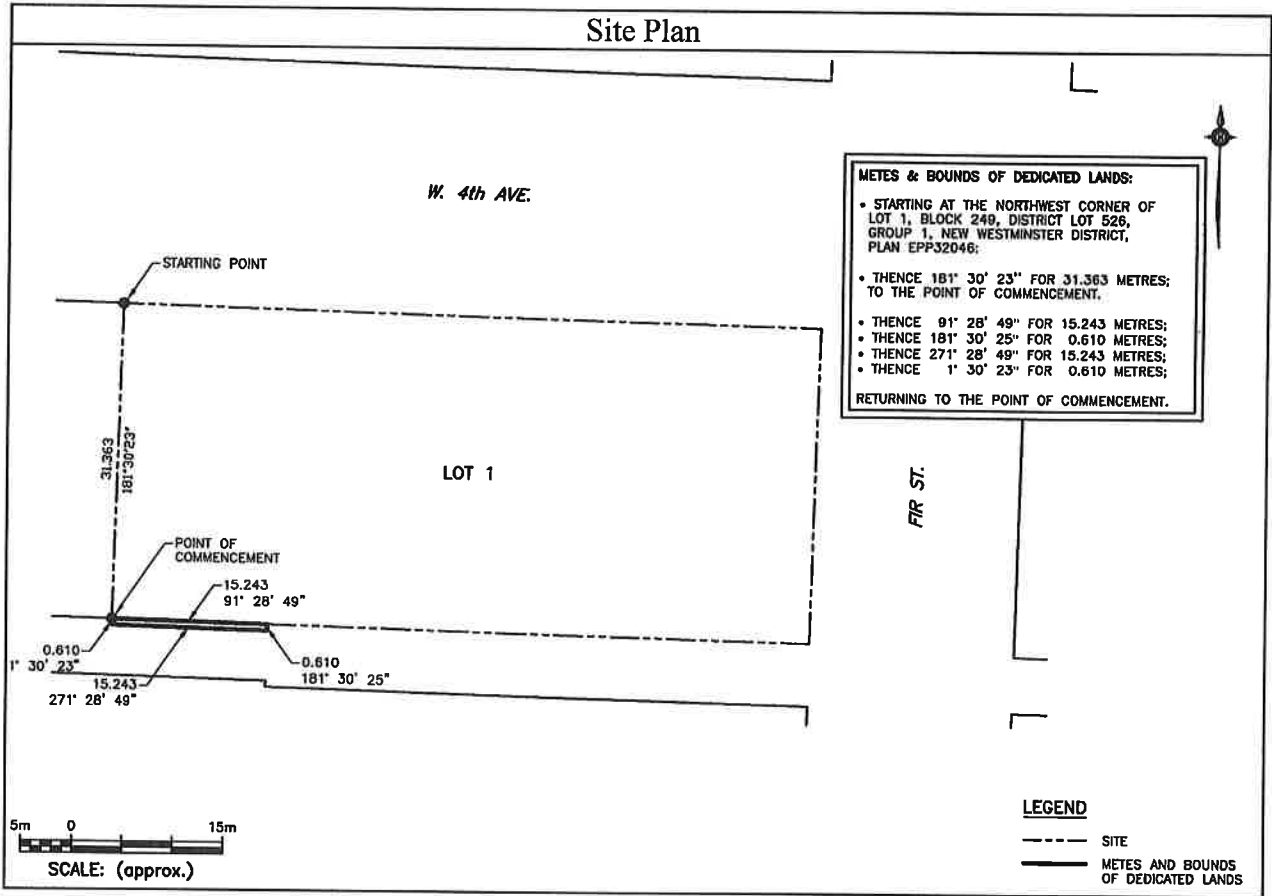 Site Plan
W. 4th AVE.
METES & BOUNDS OF DEDICATED LANDS:
• STARTING AT THE NORTHWEST CORNER OF
LOT 1, BLOCK 249, DISTRICT LOT 526,
GROUP 1, NEW WESTMINSTER DISTRICT,
PLAN EPP32046;
• THENCE 181° 30' 23" FOR 31.363 METRES;
TO THE POINT OF COMMENCEMENT.
• THENCE 91° 28' 49" FOR 15.243 METRES;
• THENCE 181° 30' 25" FOR 0.610 METRES;
• THENCE 271° 28' 49" FOR 15.243 METRES;
• THENCE 1° 30' 23" FOR 0.610 METRES;
RETURNING TO THE POINT OF COMMENCEMENT.
STARTING POINT
31.363
181°30'23"
LOT 1
FIR ST.
POINT OF
COMMENCEMENT
15.243
91° 28' 49"
0.610
1° 30' 23"
15.243
271° 28' 49"
0.610
181° 30' 25"
5m 0 15m
SCALE: (approx.)
LEGEND
SITE
METES AND BOUNDS
OF DEDICATED LANDS